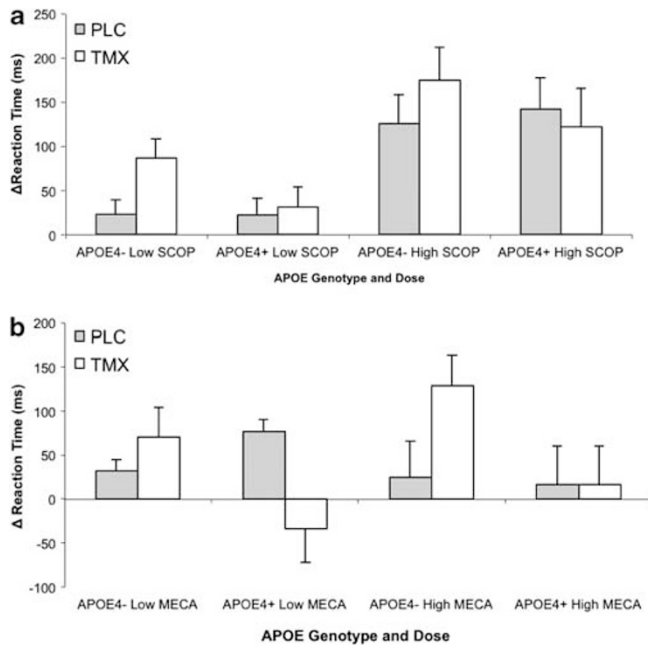 a
250
200
150
100
50
0
ΔReaction Time (ms)
PLC
TMX
APOE4- Low SCOP APOE4+ Low SCOP APOE4- High SCOP APOE4+ High SCOP
APOE Genotype and Dose
b
200
150
100
50
0
-50
-100
Δ Reaction Time (ms)
PLC
TMX
APOE4- Low MECA APOE4+ Low MECA APOE4- High MECA APOE4+ High MECA
APOE Genotype and Dose